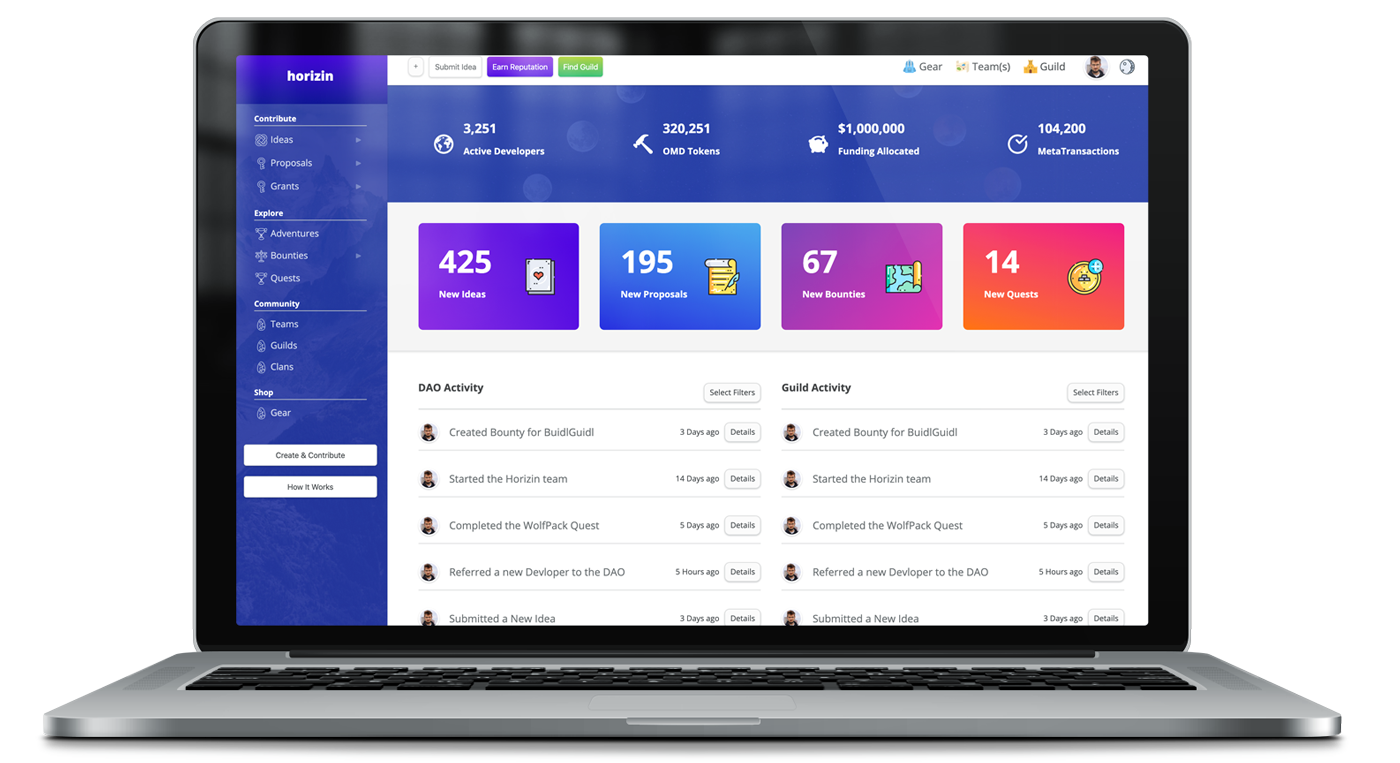 horizin
Contribute
Ideas
Proposals
Grants
Explore
Adventures
Bounties
Quests
Community
Teams
Guilds
Clans
Shop
Gear
Create & Contribute
How It Works
+ Submit Idea Earn Reputation Find Guild Gear Team(s) Guild
3,251
Active Developers
320,251
OMD Tokens
$1,000,000
Funding Allocated
104,200
MetaTransactions
425
New Ideas
195
New Proposals
67
New Bounties
14
New Quests
DAO Activity Select Filters
Created Bounty for BuidlGuidl 3 Days ago Details
Started the Horizin team 14 Days ago Details
Completed the WolfPack Quest 5 Days ago Details
Referred a new Devloper to the DAO 5 Hours ago Details
Submitted a New Idea 3 Days ago Details
Guild Activity Select Filters
Created Bounty for BuidlGuidl 3 Days ago Details
Started the Horizin team 14 Days ago Details
Completed the WolfPack Quest 5 Days ago Details
Referred a new Devloper to the DAO 5 Hours ago Details
Submitted a New Idea 3 Days ago Details